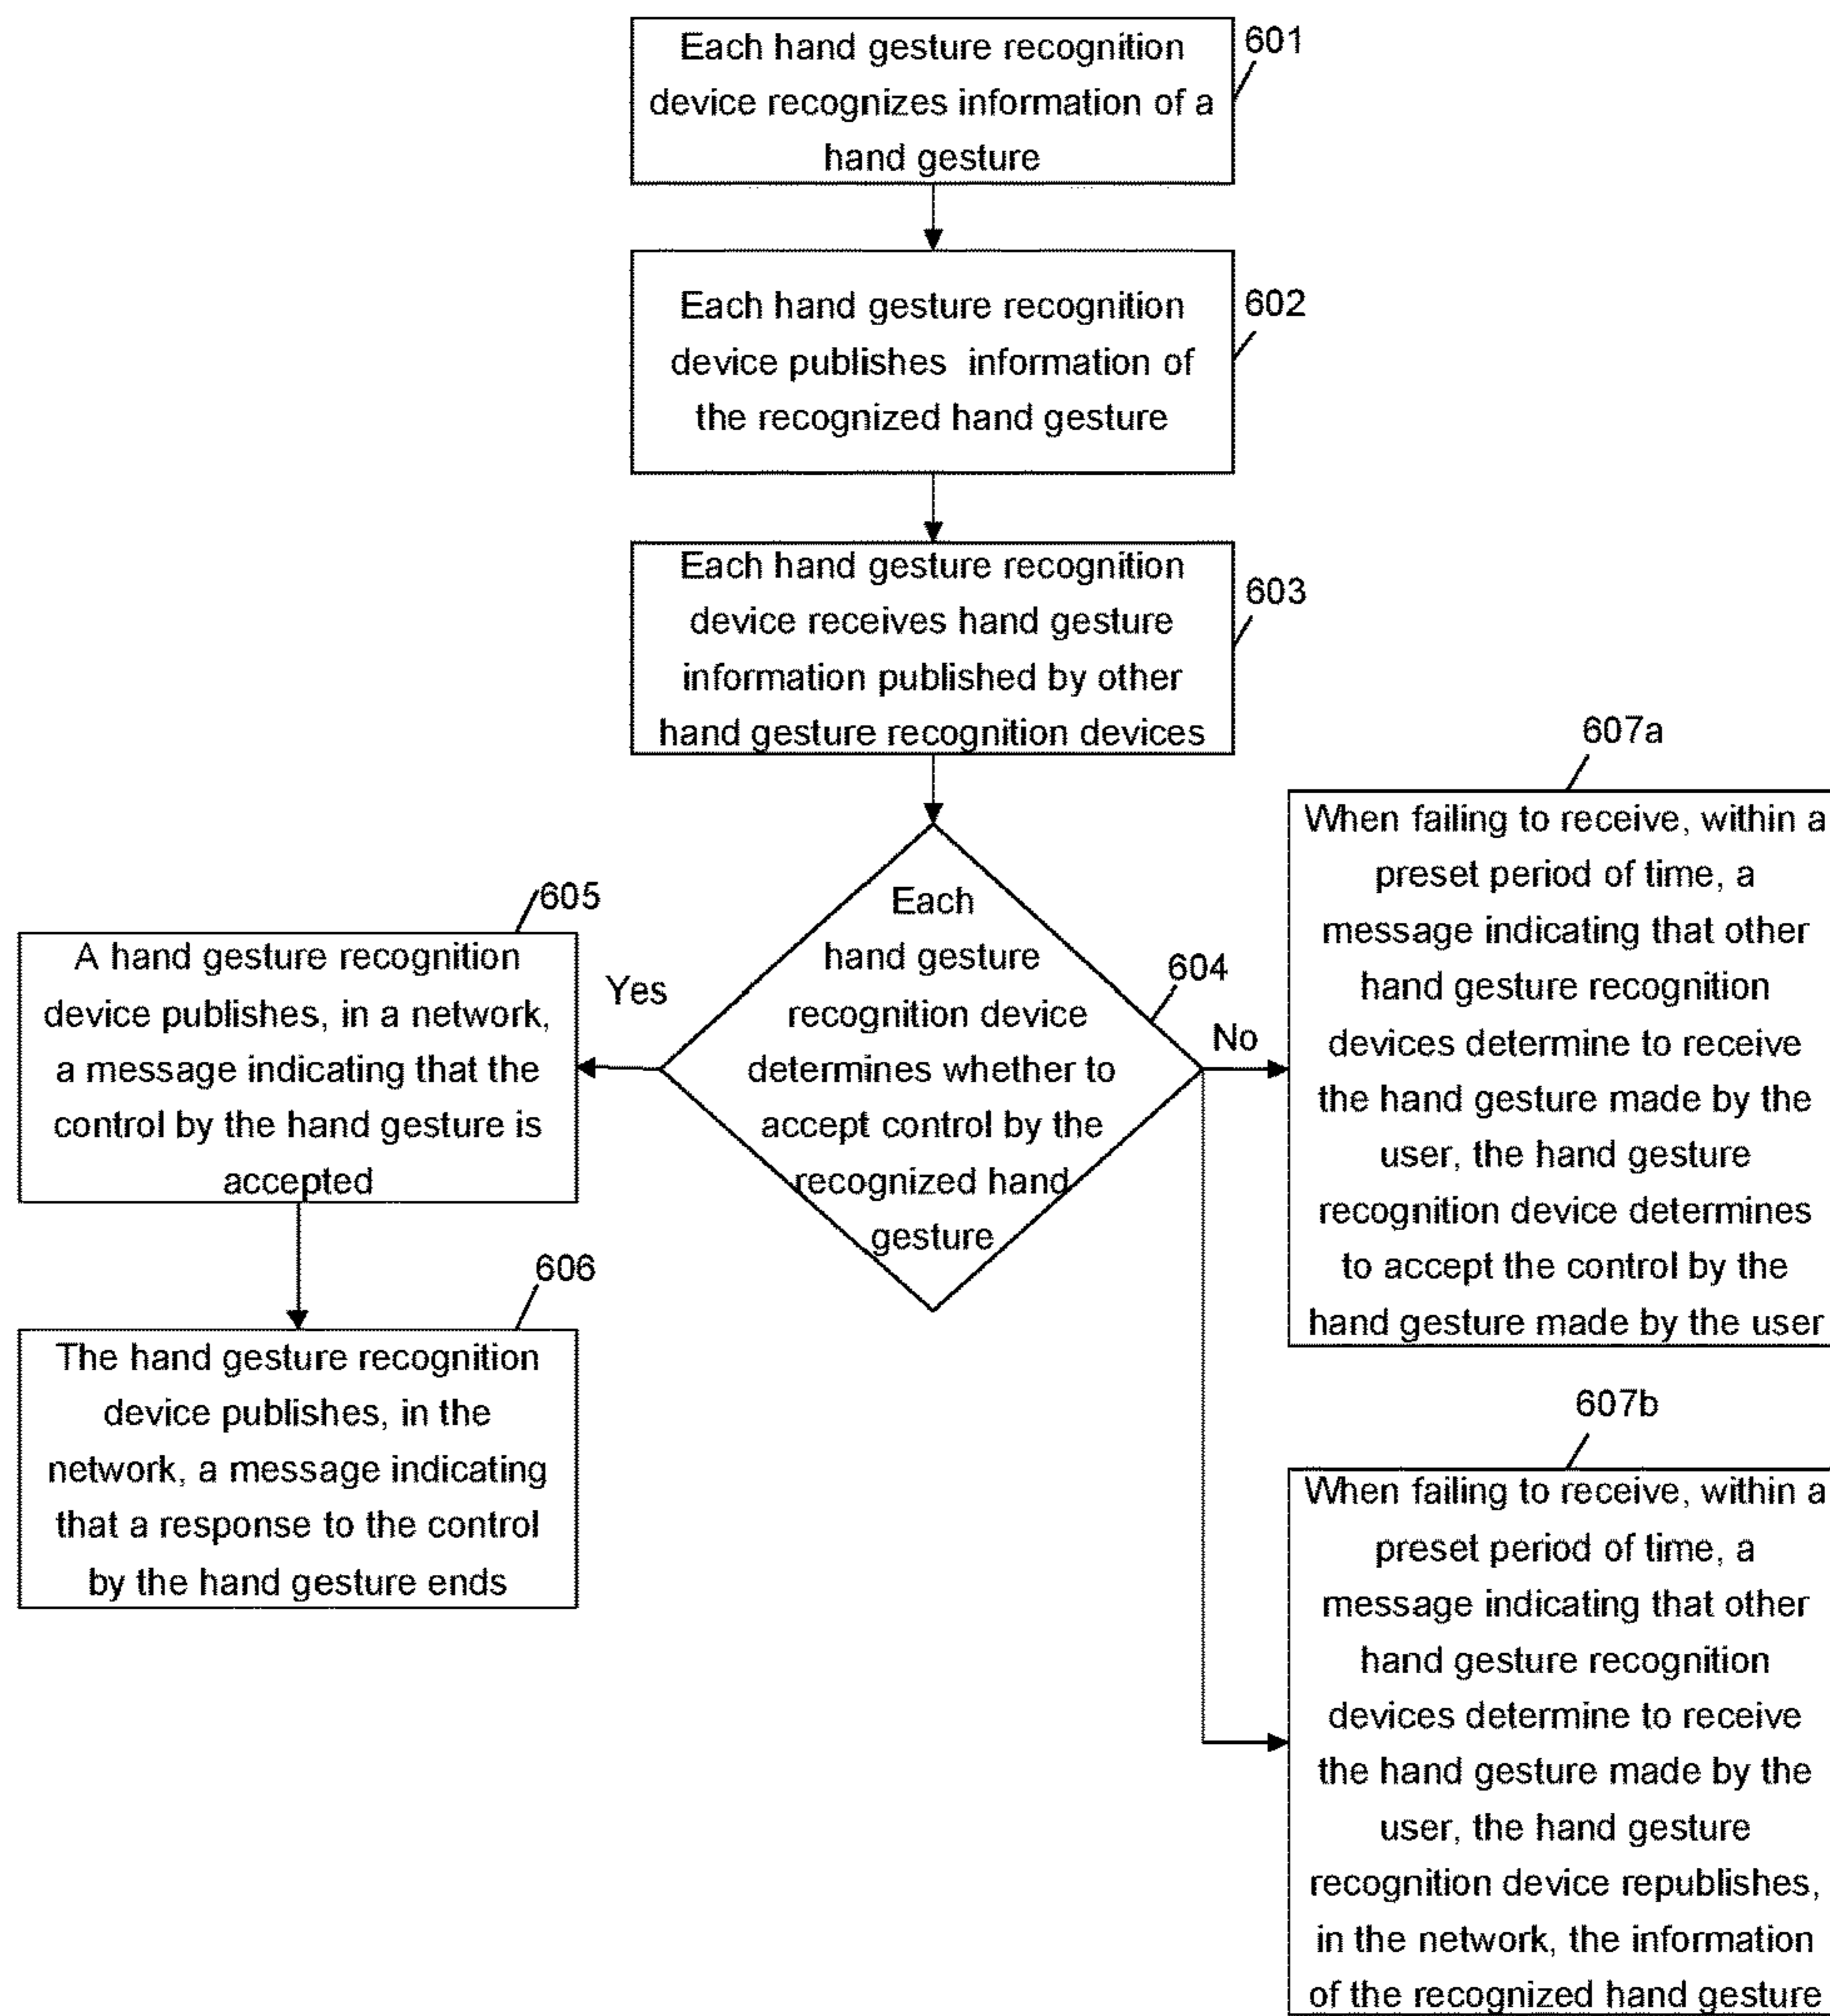 Each hand gesture recognition
device recognizes information of a
hand gesture
601
Each hand gesture recognition
device publishes information of
the recognized hand gesture
602
Each hand gesture recognition
device receives hand gesture
information published by other
hand gesture recognition devices
603
Each
hand gesture
recognition device
determines whether to
accept control by the
recognized hand
gesture
604
Yes
No
605
A hand gesture recognition
device publishes, in a network,
a message indicating that the
control by the hand gesture is
accepted
606
The hand gesture recognition
device publishes, in the
network, a message indicating
that a response to the control
by the hand gesture ends
607a
When failing to receive, within a
preset period of time, a
message indicating that other
hand gesture recognition
devices determine to receive
the hand gesture made by the
user, the hand gesture
recognition device determines
to accept the control by the
hand gesture made by the user
607b
When failing to receive, within a
preset period of time, a
message indicating that other
hand gesture recognition
devices determine to receive
the hand gesture made by the
user, the hand gesture
recognition device republishes,
in the network, the information
of the recognized hand gesture